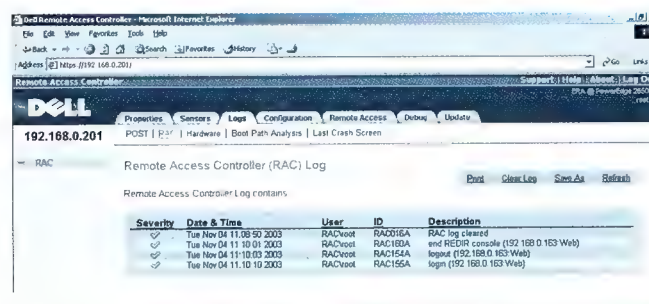 Dell Remote Access Controller - Microsoft Internet Explorer
File Edit View Favorites Tools Help
Back Search Favorites History
Address https://192.168.0.201/ Go Links
Remote Access Controller Support | Help | About | Log O
ERA @ PowerEdge 2650
root
DELL
Properties Sensors Logs Configuration Remote Access Debug Update
192.168.0.201 POST | RAC | Hardware | Boot Path Analysis | Last Crash Screen
RAC
Remote Access Controller (RAC) Log
Print Clear Log Save As Refresh
Remote Access Controller Log contains
Severity Date & Time User ID Description
Tue Nov 04 11:08:50 2003 RAC\root RAC016A RAC log cleared
Tue Nov 04 11:10:01 2003 RAC\root RAC160A end REDIR console (192.168.0.163:Web)
Tue Nov 04 11:10:03 2003 RAC\root RAC154A logout (192.168.0.163:Web)
Tue Nov 04 11:10:10 2003 RAC\root RAC155A login (192.168.0.163:Web)